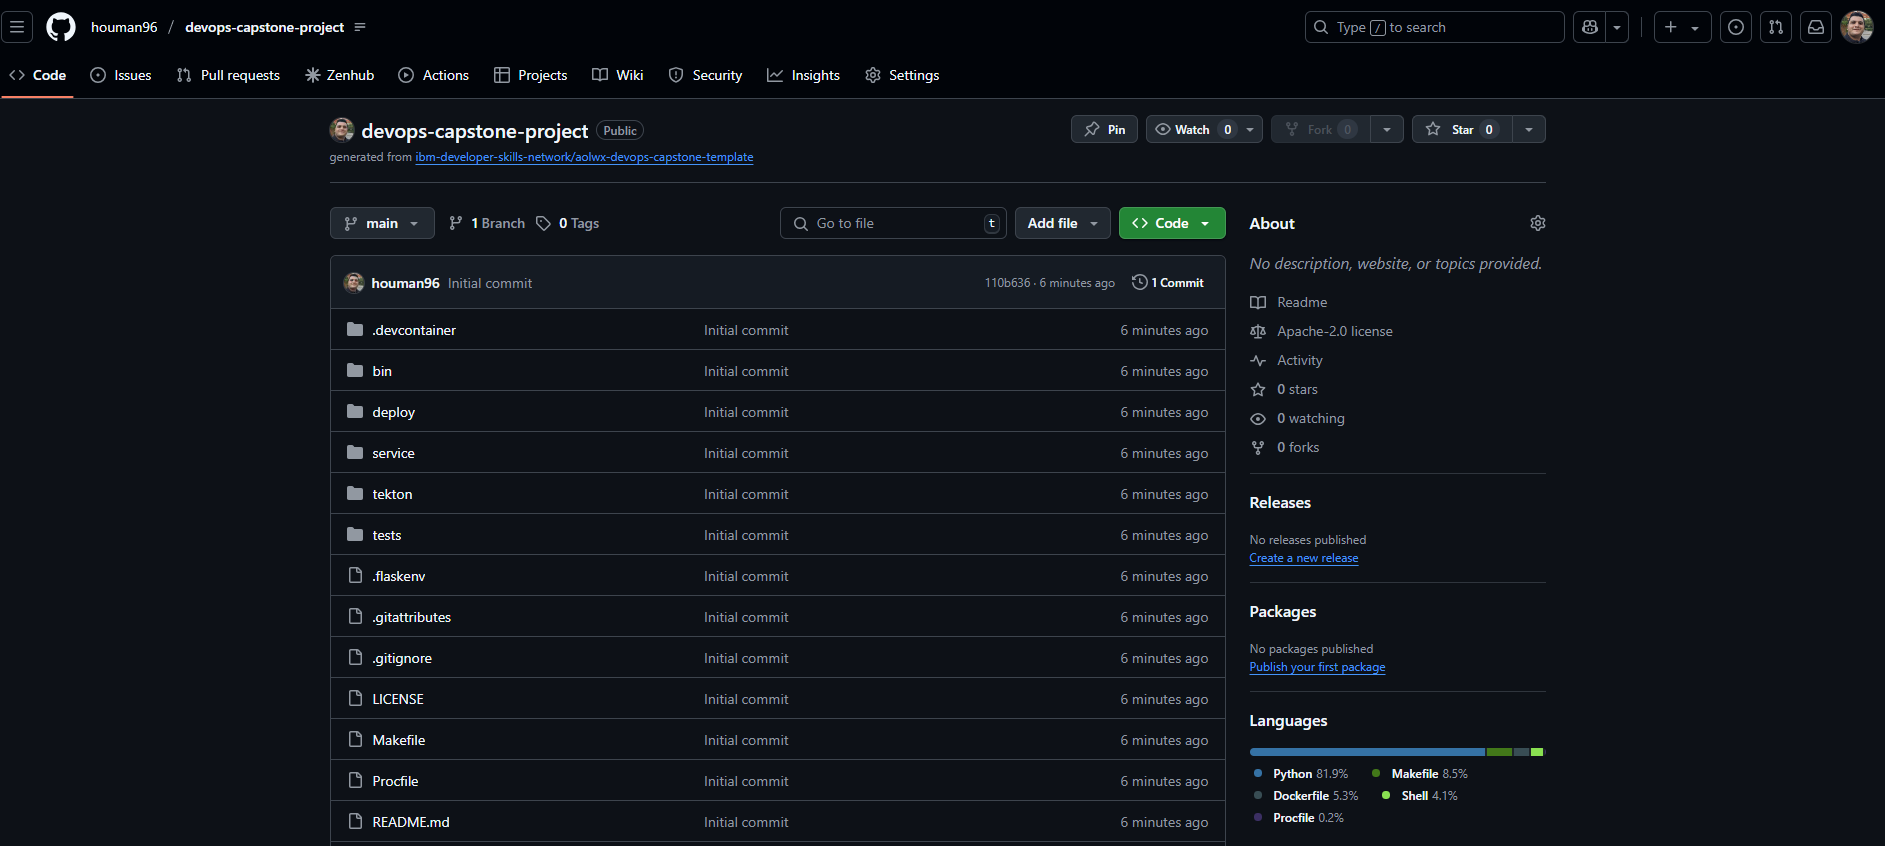 houman96 / devops-capstone-project
Type / to search
Code Issues Pull requests Zenhub Actions Projects Wiki Security Insights Settings
devops-capstone-project Public
Pin Watch 0 Fork 0 Star 0
generated from ibm-developer-skills-network/aolwx-devops-capstone-template
main 1 Branch 0 Tags Go to file t Add file Code
houman96 Initial commit 110b636 · 6 minutes ago 1 Commit
.devcontainer Initial commit 6 minutes ago
bin Initial commit 6 minutes ago
deploy Initial commit 6 minutes ago
service Initial commit 6 minutes ago
tekton Initial commit 6 minutes ago
tests Initial commit 6 minutes ago
.flaskenv Initial commit 6 minutes ago
.gitattributes Initial commit 6 minutes ago
.gitignore Initial commit 6 minutes ago
LICENSE Initial commit 6 minutes ago
Makefile Initial commit 6 minutes ago
Procfile Initial commit 6 minutes ago
README.md Initial commit 6 minutes ago
About
No description, website, or topics provided.
Readme
Apache-2.0 license
Activity
0 stars
0 watching
0 forks
Releases
No releases published
Create a new release
Packages
No packages published
Publish your first package
Languages
Python 81.9% Makefile 8.5%
Dockerfile 5.3% Shell 4.1%
Procfile 0.2%